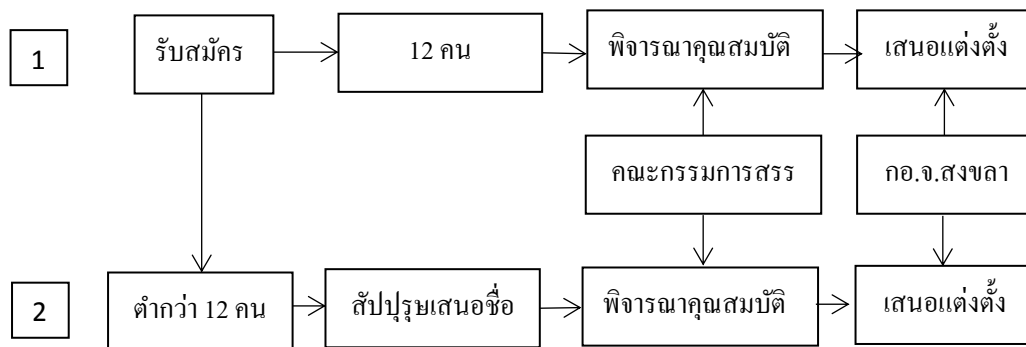 1
รับสมัคร
12 คน
พิจารณาคุณสมบัติ
เสนอแต่งตั้ง
คณะกรรมการสรร
กอ.จ.สงขลา
2
ตำกว่า 12 คน
สัปปุรุษเสนอชื่อ
พิจารณาคุณสมบัติ
เสนอแต่งตั้ง